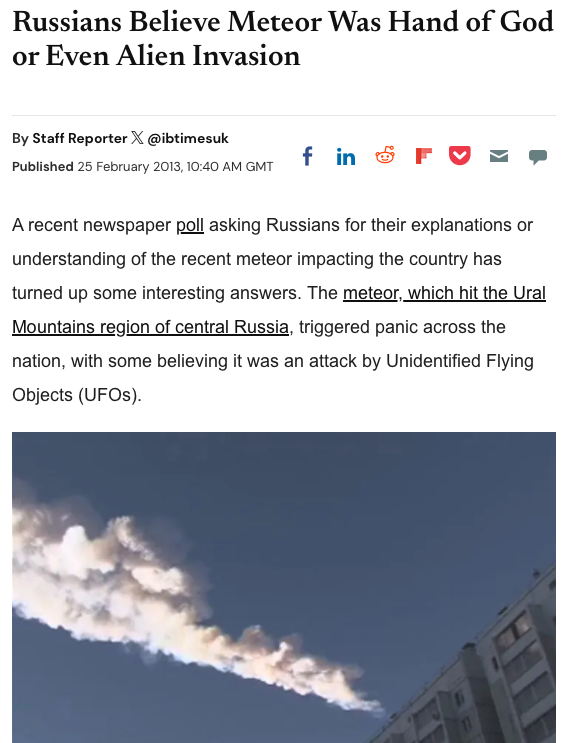 Russians Believe Meteor Was Hand of God
or Even Alien Invasion
By Staff Reporter X @ibtimesuk
Published 25 February 2013, 10:40 AM GMT
A recent newspaper poll asking Russians for their explanations or
understanding of the recent meteor impacting the country has
turned up some interesting answers. The meteor, which hit the Ural
Mountains region of central Russia, triggered panic across the
nation, with some believing it was an attack by Unidentified Flying
Objects (UFOs).